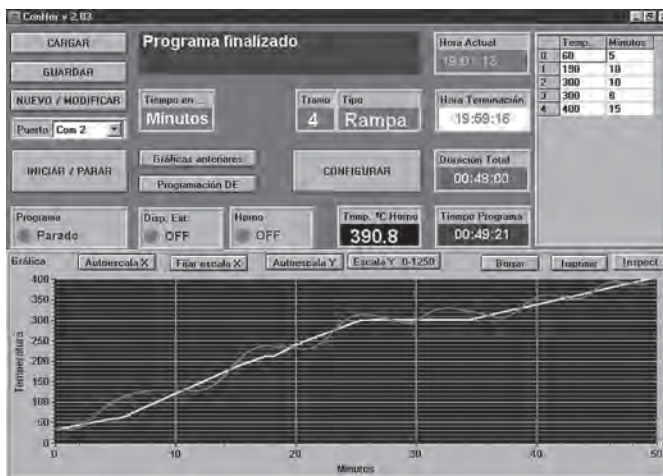 ConHor v 2.03
CARGAR
GUARDAR
NUEVO / MODIFICAR
Puerto Com 2
INICIAR / PARAR
Programa finalizado
Tiempo en ...
Minutos
Tramo Tipo
4 Rampa
Gráficas anteriores
Programación DE
CONFIGURAR
Hora Actual
Hora Terminación
19:59:16
Duración Total
00:48:00
Temp. Minutos
0 60 5
1 190 10
2 300 10
3 300 8
4 400 15
Programa
Parado
Disp. Ext.
OFF
Horno
OFF
Temp. ºC Horno
390.8
Tiempo Programa
00:49:21
Gráfica
Autoescala X
Fijar escala X
Autoescala Y
Escala Y 0-1250
Borrar
Imprimir
Inspect
Temperatura
400
350
300
250
200
150
100
50
0
0 10 20 30 40 50
Minutos